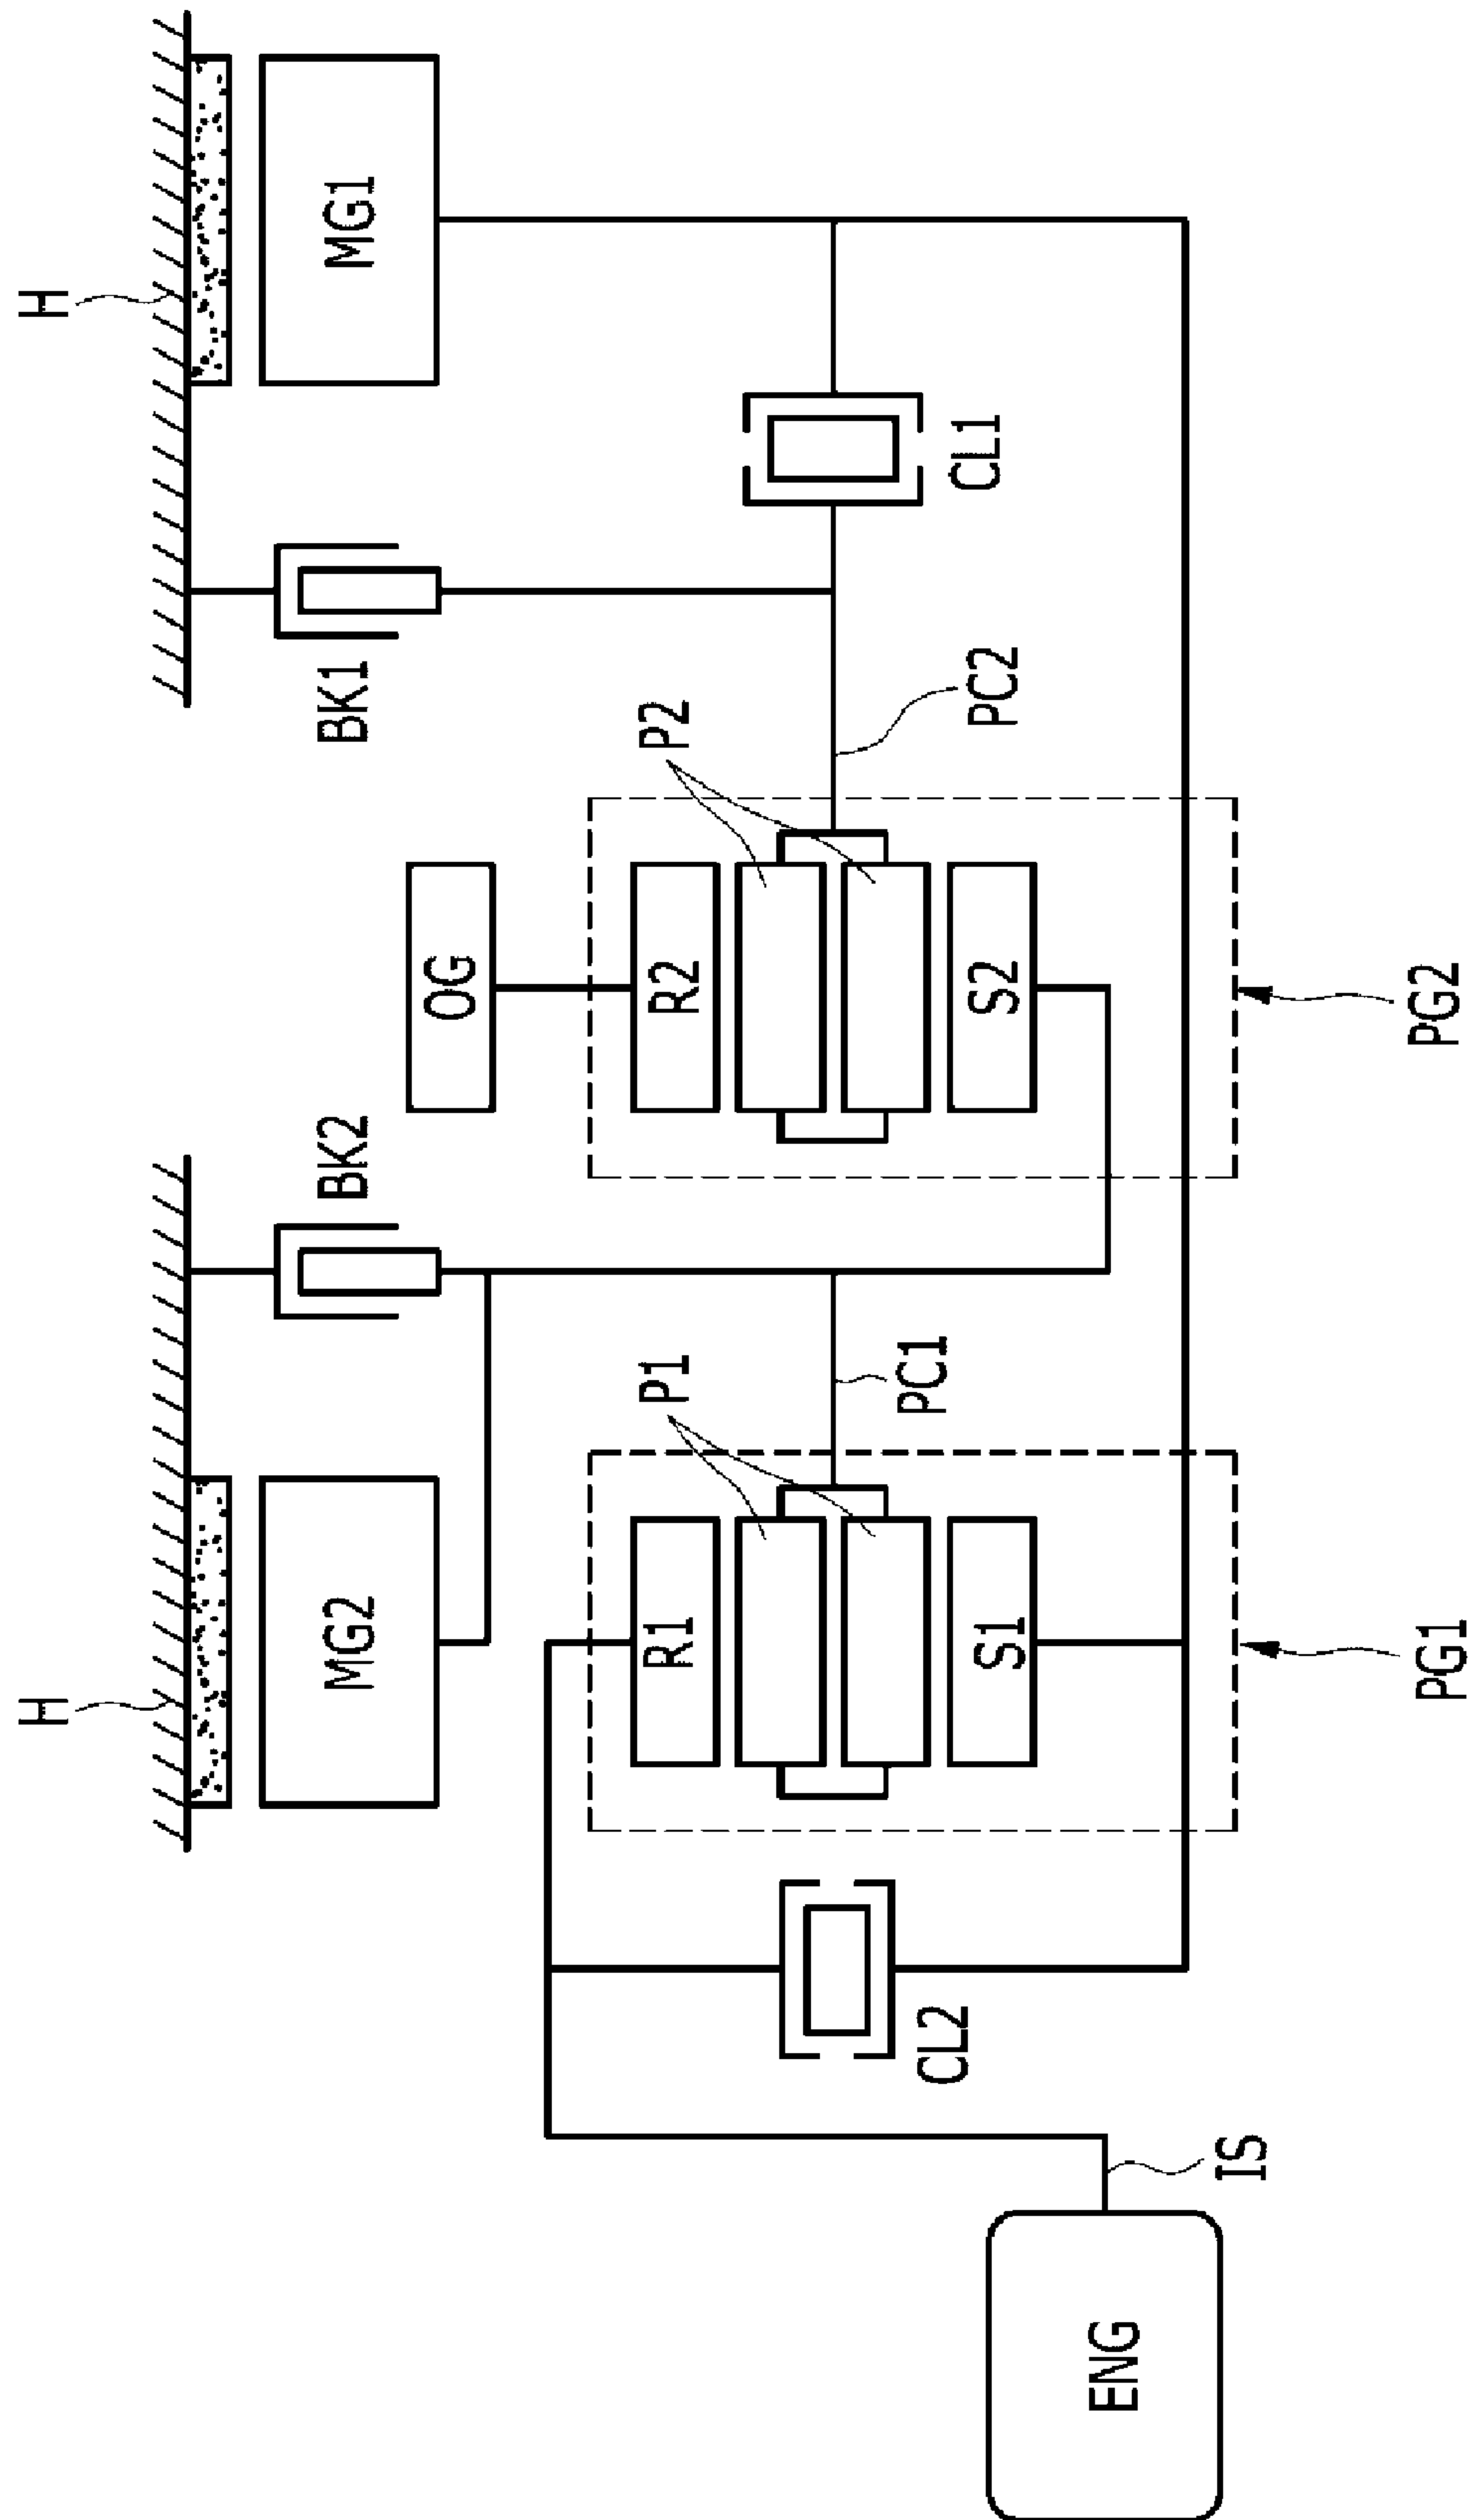 H
H
MG2
MG1
BK2
BK1
OG
P1
P2
R1
R2
PC1
PC2
CL1
CL2
S1
S2
ENG
IS
PG1
PG2